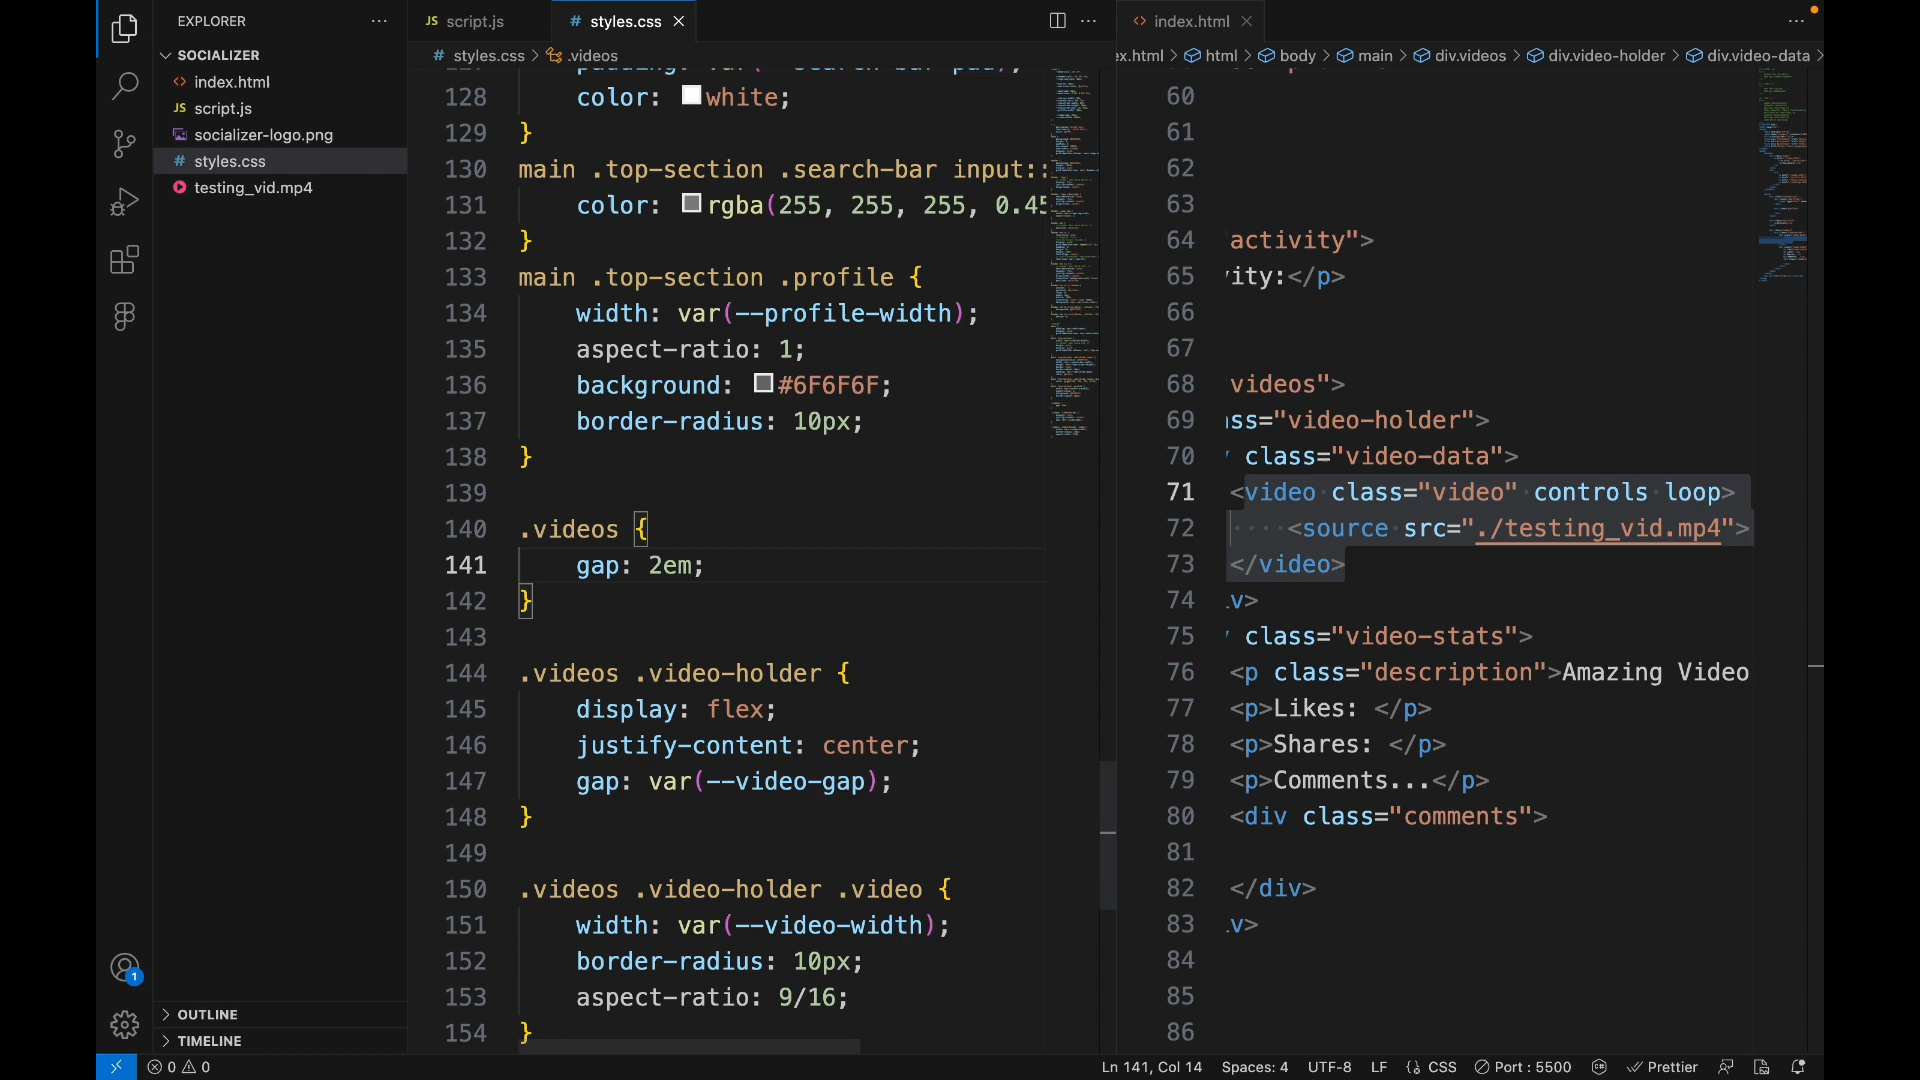 EXPLORER
SOCIALIZER
index.html
script.js
socializer-logo.png
styles.css
testing_vid.mp4
OUTLINE
TIMELINE
script.js
styles.css
styles.css > .videos
128 color: white;
129 }
130 main .top-section .search-bar input::
131 color: rgba(255, 255, 255, 0.45
132 }
133 main .top-section .profile {
134 width: var(--profile-width);
135 aspect-ratio: 1;
136 background: #6F6F6F;
137 border-radius: 10px;
138 }
139
140 .videos {
141 gap: 2em;
142 }
143
144 .videos .video-holder {
145 display: flex;
146 justify-content: center;
147 gap: var(--video-gap);
148 }
149
150 .videos .video-holder .video {
151 width: var(--video-width);
152 border-radius: 10px;
153 aspect-ratio: 9/16;
154 }
index.html
ex.html > html > body > main > div.videos > div.video-holder > div.video-data >
60
61
62
63
64 activity">
65 ity:</p>
66
67
68 videos">
69 ss="video-holder">
70 class="video-data">
71 <video class="video" controls loop>
72 <source src="./testing_vid.mp4">
73 </video>
74 v>
75 class="video-stats">
76 <p class="description">Amazing Video
77 <p>Likes: </p>
78 <p>Shares: </p>
79 <p>Comments...</p>
80 <div class="comments">
81
82 </div>
83 v>
84
85
86
1
0 0
Ln 141, Col 14 Spaces: 4 UTF-8 LF {} CSS Port : 5500 Prettier